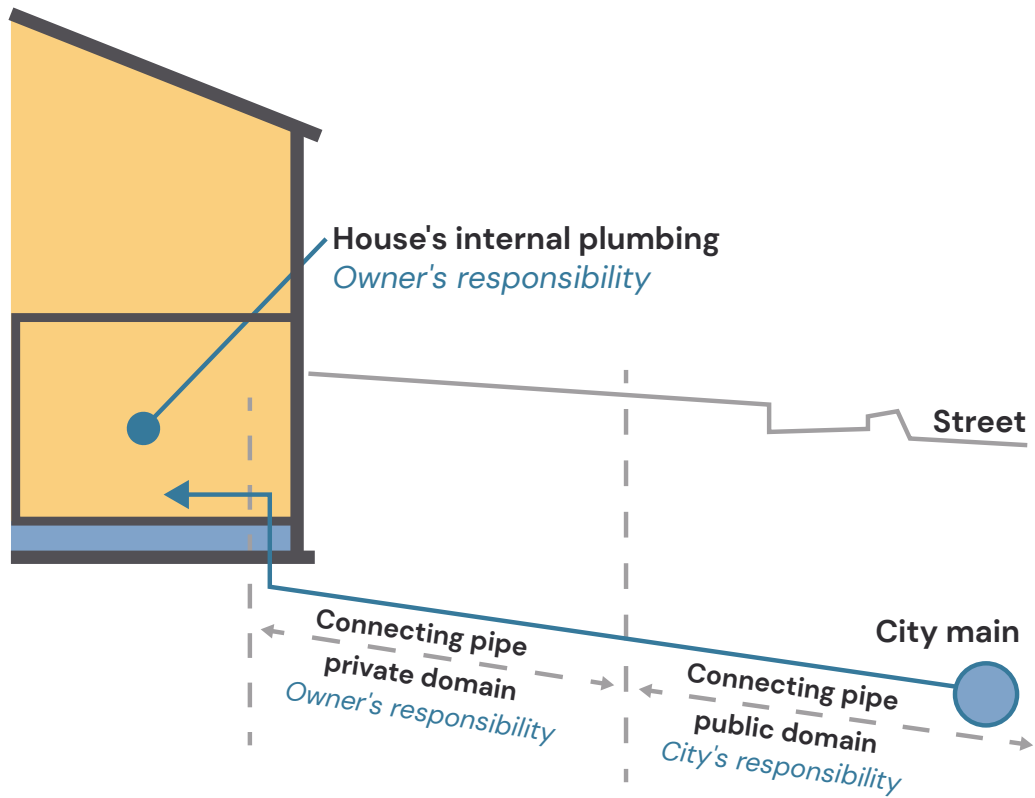 House's internal plumbing
Owner's responsibility
Street
City main
Connecting pipe
private domain
Owner's responsibility
Connecting pipe
public domain
City's responsibility